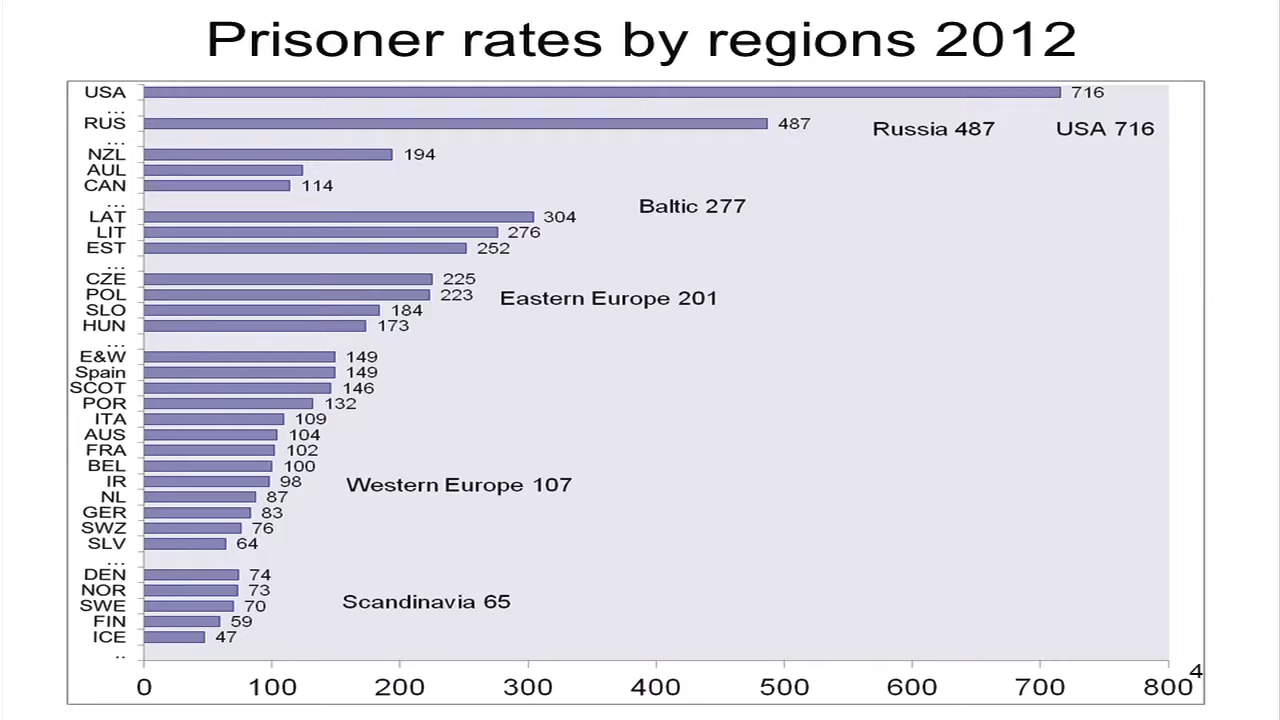 Prisoner rates by regions 2012
USA 716
...
RUS 487 Russia 487 USA 716
...
NZL 194
AUL
CAN 114
... Baltic 277
LAT 304
LIT 276
EST 252
...
CZE 225
POL 223 Eastern Europe 201
SLO 184
HUN 173
...
E&W 149
Spain 149
SCOT 146
POR 132
ITA 109
AUS 104
FRA 102
BEL 100
IR 98 Western Europe 107
NL 87
GER 83
SWZ 76
SLV 64
...
DEN 74
NOR 73
SWE 70 Scandinavia 65
FIN 59
ICE 47
..
0 100 200 300 400 500 600 700 800
4